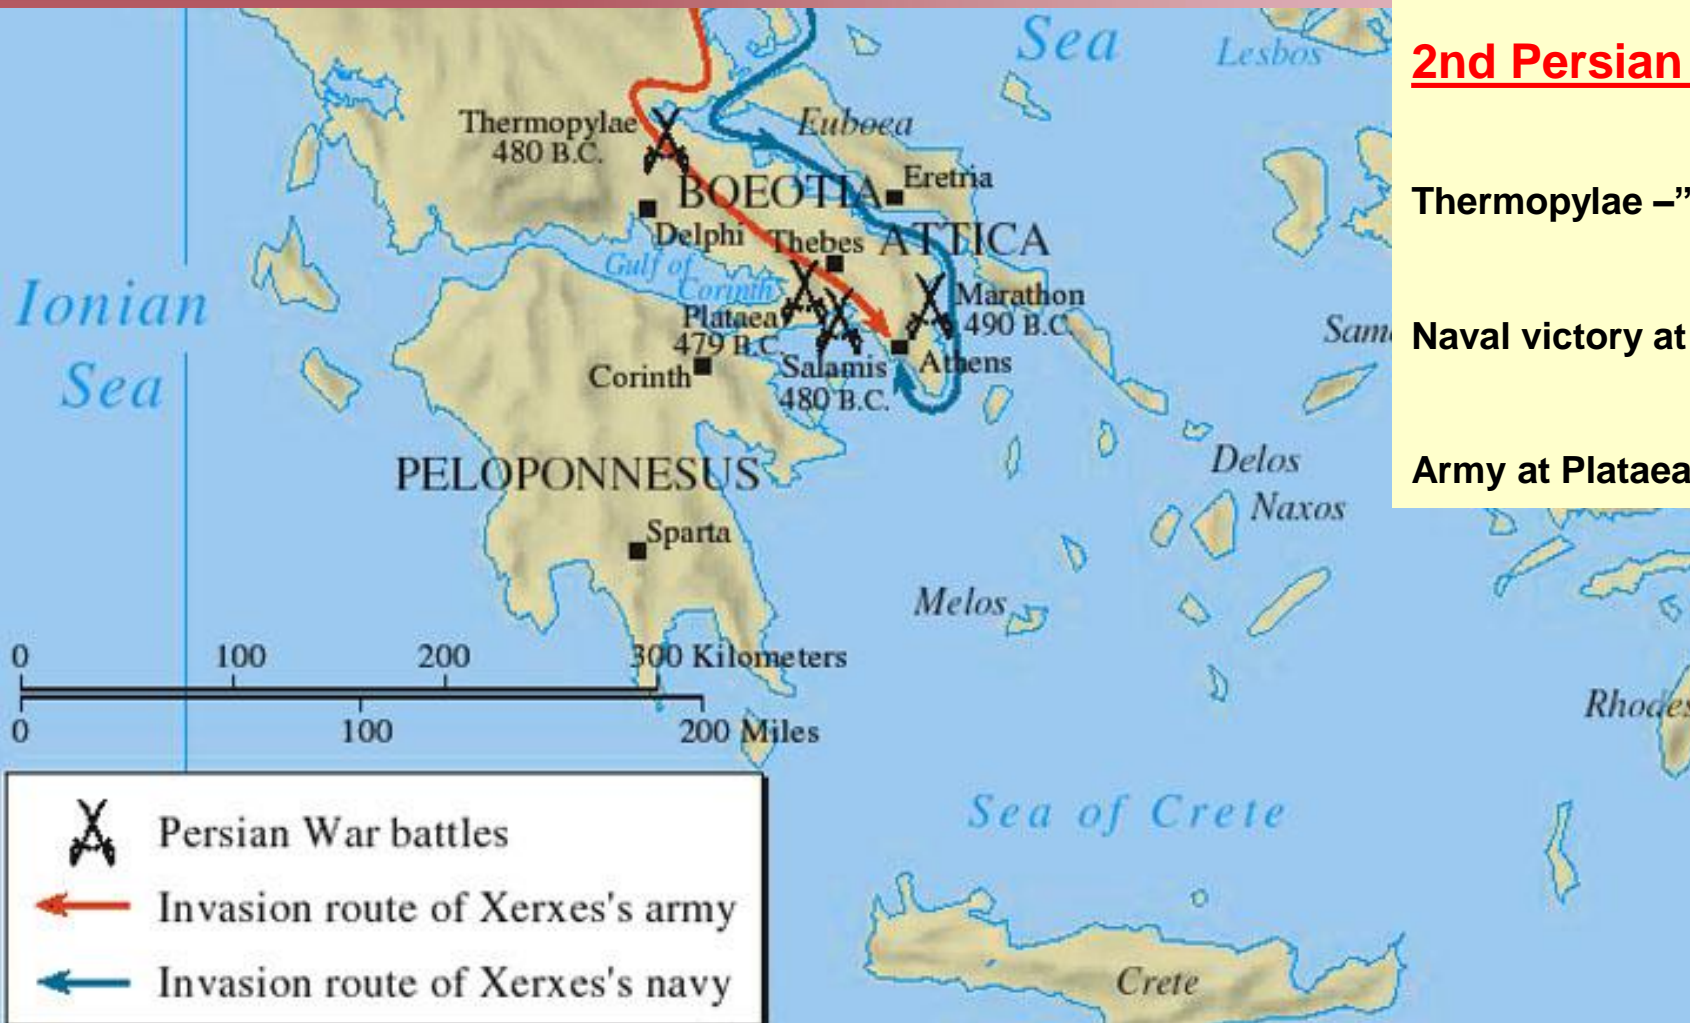 Sea
Lesbos
2nd Persian
Thermopylae
480 B.C.
Euboea
Eretria
BOEOTIA
Thermopylae –”
Delphi
Thebes
ATTICA
Gulf of
Corinth
Ionian
Sea
Plataea
479 B.C.
Marathon
490 B.C.
Naval victory at
Corinth
Salamis
480 B.C.
Athens
PELOPONNESUS
Delos
Naxos
Army at Plataea
Sparta
Melos
0 100 200 300 Kilometers
0 100 200 Miles
Rhodes
Sea of Crete
Persian War battles
Invasion route of Xerxes's army
Invasion route of Xerxes's navy
Crete